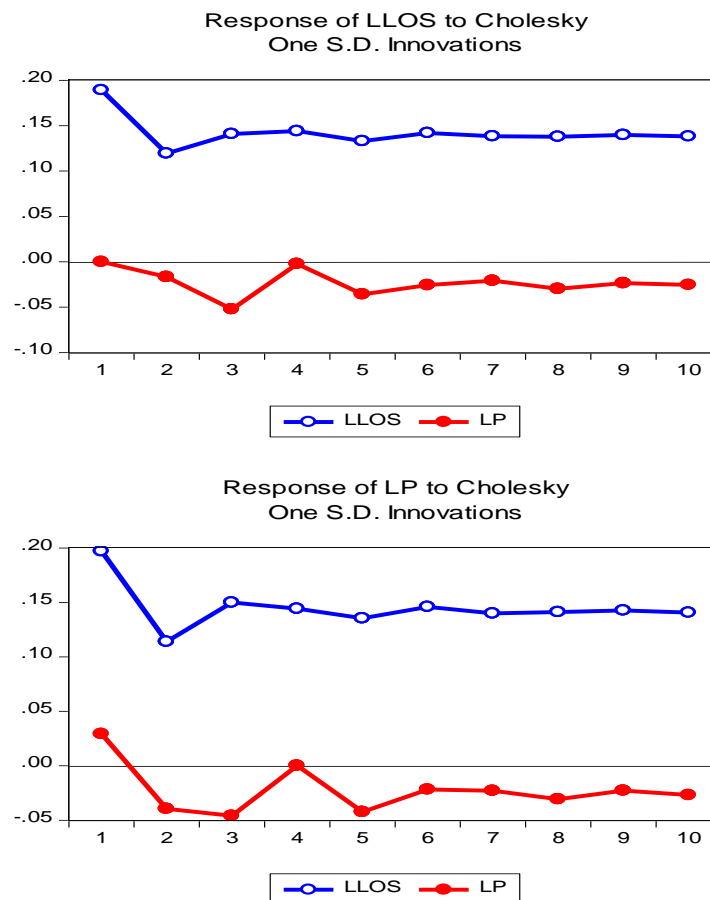 Response of LLOS to Cholesky
One S.D. Innovations
.20
.15
.10
.05
.00
-.05
-.10
1 2 3 4 5 6 7 8 9 10
LLOS LP
Response of LP to Cholesky
One S.D. Innovations
.20
.15
.10
.05
.00
-.05
1 2 3 4 5 6 7 8 9 10
LLOS LP